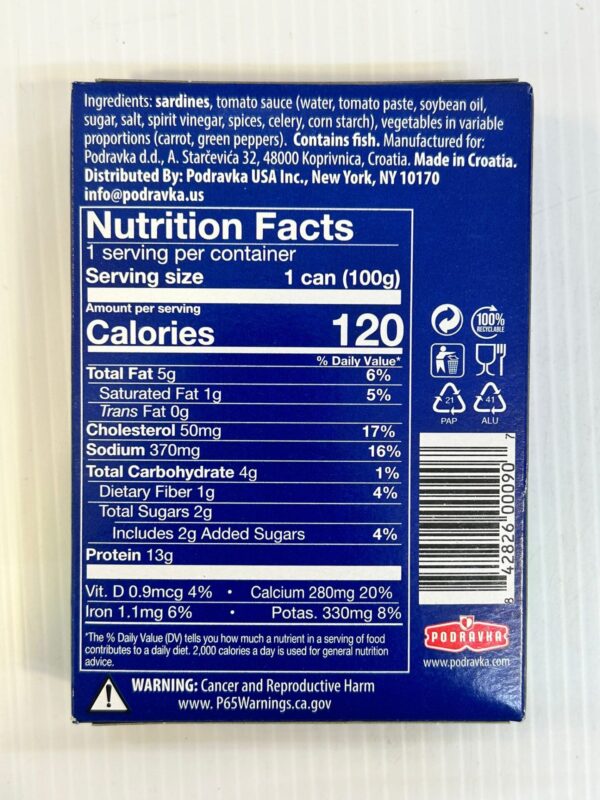 Ingredients: sardines, tomato sauce (water, tomato paste, soybean oil,
sugar, salt, spirit vinegar, spices, celery, corn starch), vegetables in variable
proportions (carrot, green peppers). Contains fish. Manufactured for:
Podravka d.d., A. Starčevića 32, 48000 Koprivnica, Croatia. Made in Croatia.
Distributed By: Podravka USA Inc., New York, NY 10170
info@podravka.us
Nutrition Facts
1 serving per container
Serving size 1 can (100g)
Amount per serving
Calories 120
% Daily Value*
Total Fat 5g 6%
Saturated Fat 1g 5%
Trans Fat 0g
Cholesterol 50mg 17%
Sodium 370mg 16%
Total Carbohydrate 4g 1%
Dietary Fiber 1g 4%
Total Sugars 2g
Includes 2g Added Sugars 4%
Protein 13g
Vit. D 0.9mcg 4% • Calcium 280mg 20%
Iron 1.1mg 6% • Potas. 330mg 8%
*The % Daily Value (DV) tells you how much a nutrient in a serving of food
contributes to a daily diet. 2,000 calories a day is used for general nutrition
advice.
WARNING: Cancer and Reproductive Harm
www. P65Warnings.ca.gov
100%
RECYCLABLE
21
PAP
41
ALU
8 42826 00090 7
PODRAVKA
www.podravka.com